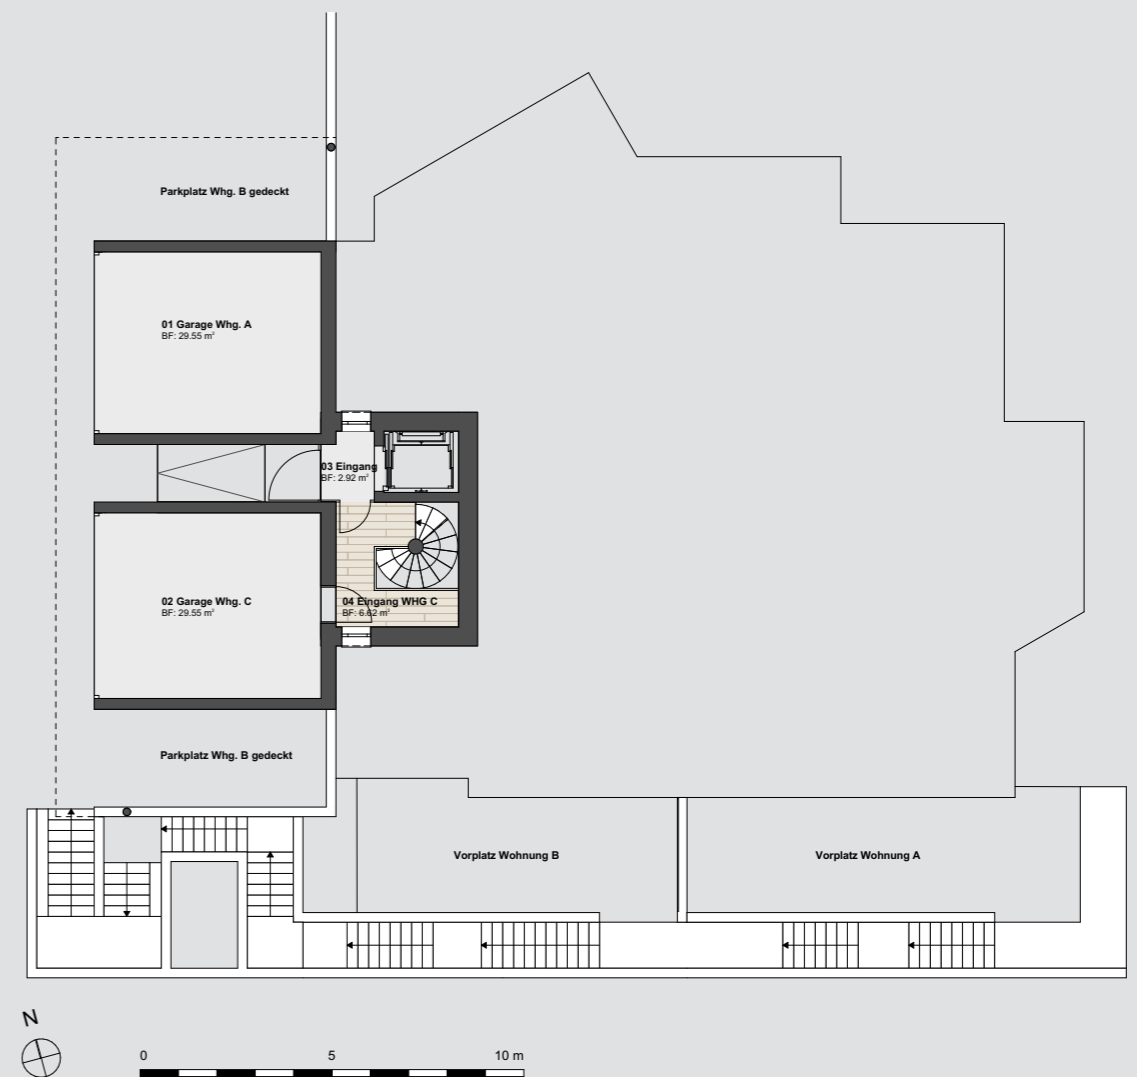 Parkplatz Whg. B gedeckt
01 Garage Whg. A
BF: 29.55 m²
03 Eingang
BF: 2.92 m²
02 Garage Whg. C
BF: 29.55 m²
04 Eingang WHG C
BF: 6.62 m²
Parkplatz Whg. B gedeckt
Vorplatz Wohnung B
Vorplatz Wohnung A
N
0 5 10 m